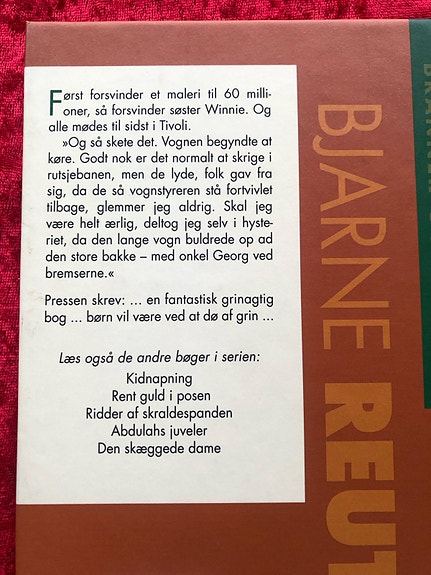 Først forsvinder et maleri til 60 milli-
oner, så forsvinder søster Winnie. Og
alle mødes til sidst i Tivoli.
»Og så skete det. Vognen begyndte at
køre. Godt nok er det normalt at skrige i
rutsjebanen, men de lyde, folk gav fra
sig, da de så vognstyreren stå fortvivlet
tilbage, glemmer jeg aldrig. Skal jeg
være helt ærlig, deltog jeg selv i hyste-
riet, da den lange vogn buldrede op ad
den store bakke – med onkel Georg ved
bremserne.«
Pressen skrev: ... en fantastisk grinagtig
bog ... børn vil være ved at dø af grin ...
Læs også de andre bøger i serien:
Kidnapning
Rent guld i posen
Ridder af skraldespanden
Abdulahs juveler
Den skæggede dame
BJARNE REUT